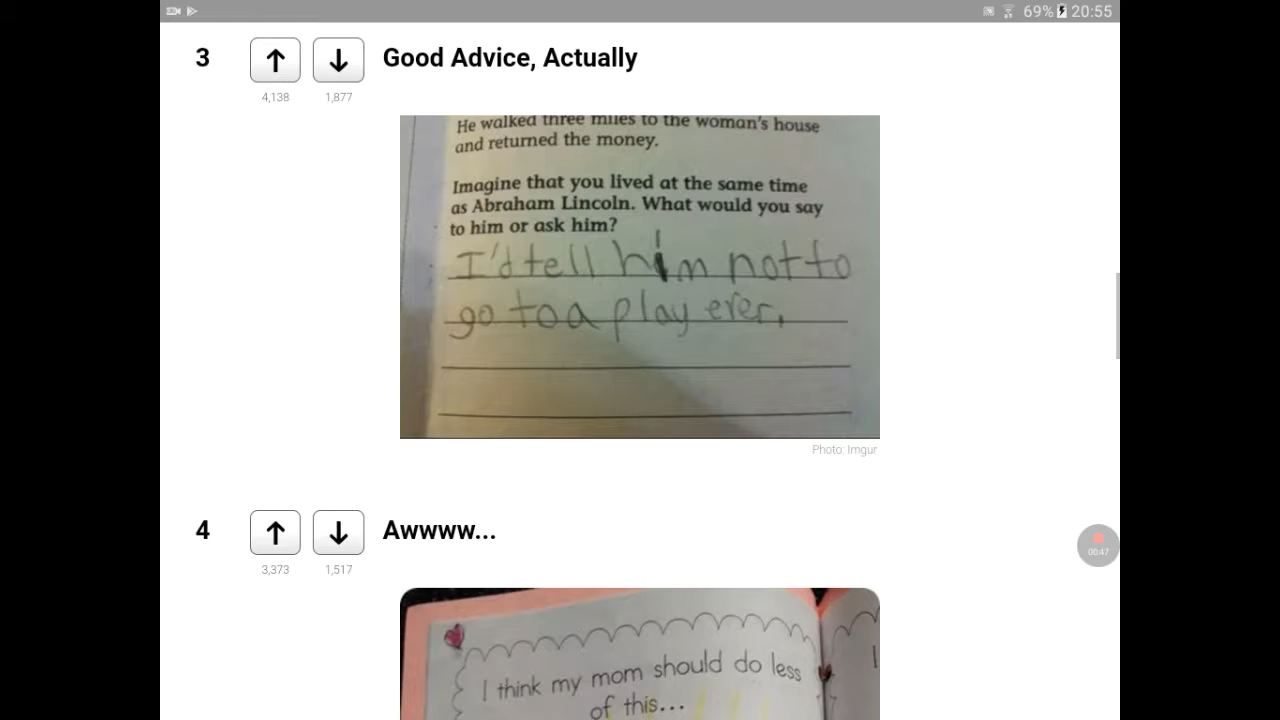 69% 20:55
3 Good Advice, Actually
4,138 1,877
He walked three miles to the woman's house
and returned the money.
Imagine that you lived at the same time
as Abraham Lincoln. What would you say
to him or ask him?
I'd tell him not to
go to a play ever.
Photo: Imgur
4 Awwww...
3,373 1,517
00:47
I think my mom should do less
of this...